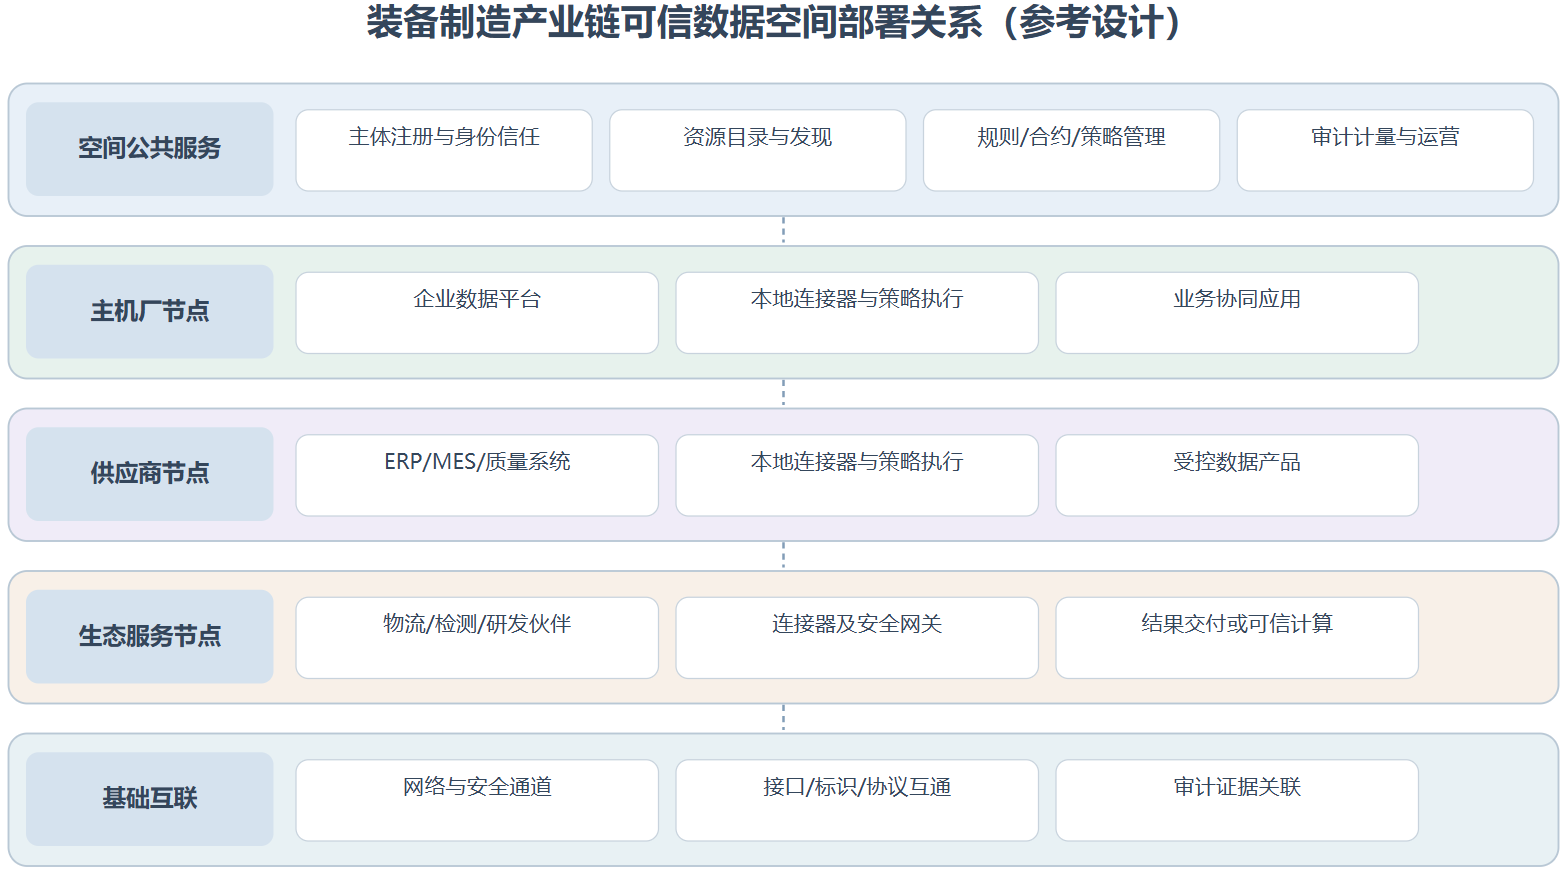 装备制造产业链可信数据空间部署关系（参考设计）
空间公共服务
主体注册与身份信任
资源目录与发现
规则/合约/策略管理
审计计量与运营
主机厂节点
企业数据平台
本地连接器与策略执行
业务协同应用
供应商节点
ERP/MES/质量系统
本地连接器与策略执行
受控数据产品
生态服务节点
物流/检测/研发伙伴
连接器及安全网关
结果交付或可信计算
基础互联
网络与安全通道
接口/标识/协议互通
审计证据关联